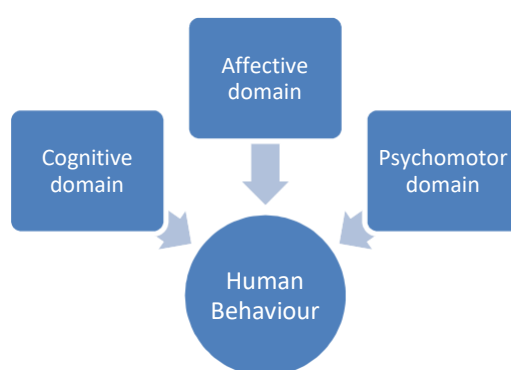 Affective
domain
Cognitive
domain
Psychomotor
domain
Human
Behaviour